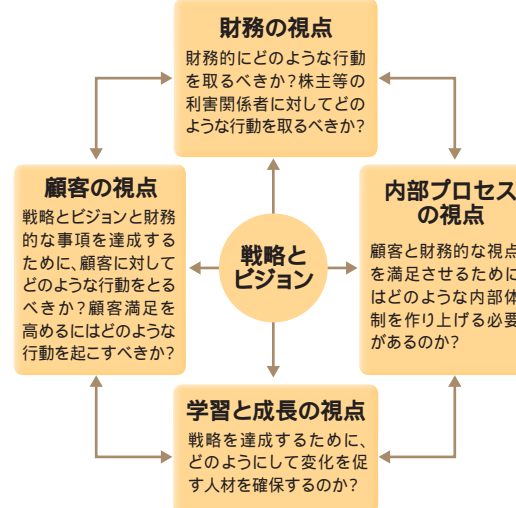 財務の視点
財務的にどのような行動
を取るべきか?株主等の
利害関係者に対してどの
ような行動を取るべきか?
顧客の視点
戦略とビジョンと財務
的な事項を達成する
ために、顧客に対して
どのような行動をとる
べきか?顧客満足を
高めるにはどのような
行動を起こすべきか?
戦略と
ビジョン
内部プロセス
の視点
顧客と財務的な視点
を満足させるために
はどのような内部体
制を作り上げる必要
があるのか?
学習と成長の視点
戦略を達成するために、
どのようにして変化を促
す人材を確保するのか?